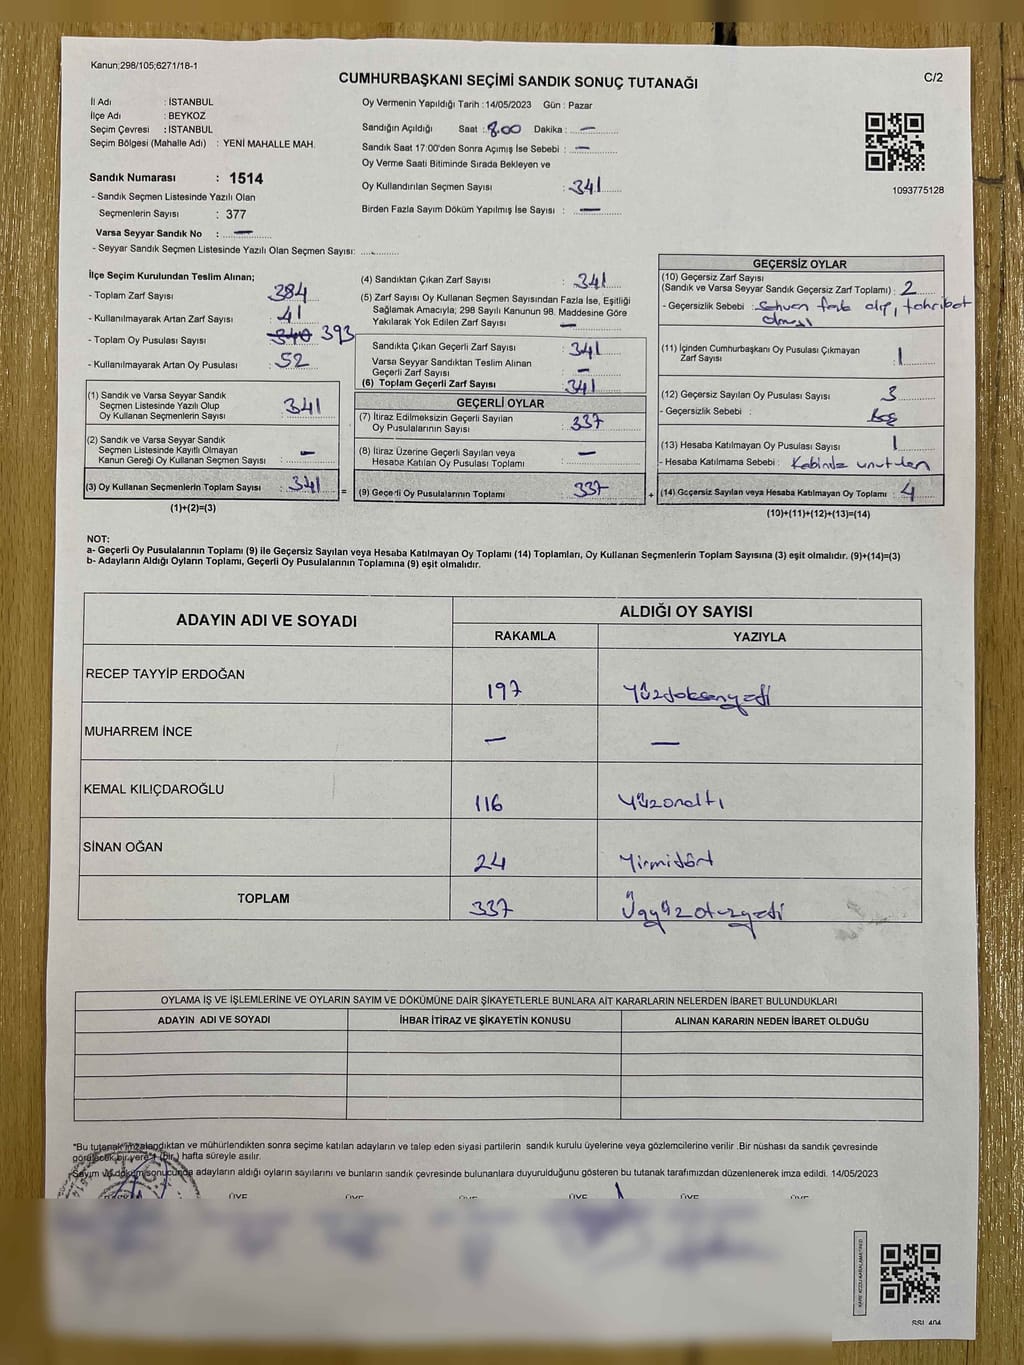 Kanun;298/105;6271/18-1
CUMHURBAŞKANI SEÇİMİ SANDIK SONUÇ TUTANAĞI
C/2
İl Adı : İSTANBUL
İlçe Adı : BEYKOZ
Seçim Çevresi : İSTANBUL
Seçim Bölgesi (Mahalle Adı) : YENİ MAHALLE MAH.
Sandık Numarası : 1514
- Sandık Seçmen Listesinde Yazılı Olan
Seçmenlerin Sayısı : 377
Varsa Seyyar Sandık No : —
- Seyyar Sandık Seçmen Listesinde Yazılı Olan Seçmen Sayısı:
Oy Vermenin Yapıldığı Tarih :14/05/2023 Gün : Pazar
Sandığın Açıldığı Saat : 8.00 Dakika : —
Sandık Saat 17:00'den Sonra Açımış İse Sebebi : —
Oy Verme Saati Bitiminde Sırada Bekleyen ve
Oy Kullandırılan Seçmen Sayısı : 341
Birden Fazla Sayım Döküm Yapılmış İse Sayısı : —
1093775128
İlçe Seçim Kurulundan Teslim Alınan;
- Toplam Zarf Sayısı : 384
- Kullanılmayarak Artan Zarf Sayısı : 41
- Toplam Oy Pusulası Sayısı : 340 393
- Kullanılmayarak Artan Oy Pusulası : 52
(1) Sandık ve Varsa Seyyar Sandık
Seçmen Listesinde Yazılı Olup
Oy Kullanan Seçmenlerin Sayısı : 341
(2) Sandık ve Varsa Seyyar Sandık
Seçmen Listesinde Kayıtlı Olmayan
Kanun Gereği Oy Kullanan Seçmen Sayısı : —
(3) Oy Kullanan Seçmenlerin Toplam Sayısı : 341 =
(1)+(2)=(3)
(4) Sandıktan Çıkan Zarf Sayısı : 341
(5) Zarf Sayısı Oy Kullanan Seçmen Sayısından Fazla İse, Eşitliği
Sağlamak Amacıyla; 298 Sayılı Kanunun 98. Maddesine Göre
Yakılarak Yok Edilen Zarf Sayısı : —
Sandıkta Çıkan Geçerli Zarf Sayısı : 341
Varsa Seyyar Sandıktan Teslim Alınan
Geçerli Zarf Sayısı : —
(6) Toplam Geçerli Zarf Sayısı : 341
GEÇERLİ OYLAR
(7) İtiraz Edilmeksizin Geçerli Sayılan
Oy Pusulalarının Sayısı : 337
(8) İtiraz Üzerine Geçerli Sayılan veya
Hesaba Katılan Oy Pusulası Toplamı : —
(9) Geçerli Oy Pusulalarının Toplamı : 337 +
GEÇERSİZ OYLAR
(10) Geçersiz Zarf Sayısı
(Sandık ve Varsa Seyyar Sandık Geçersiz Zarf Toplamı) : 2
- Geçersizlik Sebebi : Sehven fazla alıp, tahribat
olması
(11) İçinden Cumhurbaşkanı Oy Pusulası Çıkmayan
Zarf Sayısı : 1
(12) Geçersiz Sayılan Oy Pusulası Sayısı : 3
- Geçersizlik Sebebi : Boş
(13) Hesaba Katılmayan Oy Pusulası Sayısı : 1
- Hesaba Katılmama Sebebi : Kabinde unutulan
(14) Geçersiz Sayılan veya Hesaba Katılmayan Oy Toplamı : 4
(10)+(11)+(12)+(13)=(14)
NOT:
a- Geçerli Oy Pusulalarının Toplamı (9) ile Geçersiz Sayılan veya Hesaba Katılmayan Oy Toplamı (14) Toplamları, Oy Kullanan Seçmenlerin Toplam Sayısına (3) eşit olmalıdır. (9)+(14)=(3)
b- Adayların Aldığı Oyların Toplamı, Geçerli Oy Pusulalarının Toplamına (9) eşit olmalıdır.
ADAYIN ADI VE SOYADI ALDIĞI OY SAYISI
RAKAMLA YAZIYLA
RECEP TAYYİP ERDOĞAN 197 Yüzdoksanyedi
MUHARREM İNCE — —
KEMAL KILIÇDAROĞLU 116 Yüzonaltı
SİNAN OĞAN 24 Yirmidört
TOPLAM 337 Üçyüzotuzyedi
OYLAMA İŞ VE İŞLEMLERİNE VE OYLARIN SAYIM VE DÖKÜMÜNE DAİR ŞİKAYETLERLE BUNLARA AİT KARARLARIN NELERDEN İBARET BULUNDUKLARI
ADAYIN ADI VE SOYADI İHBAR İTİRAZ VE ŞİKAYETİN KONUSU ALINAN KARARIN NEDEN İBARET OLDUĞU
*Bu tutanak imzalandıktan ve mühürlendikten sonra seçime katılan adayların ve talep eden siyasi partilerin sandık kurulu üyelerine veya gözlemcilerine verilir .Bir nüshası da sandık çevresinde
görülecek bir yere 1 (bir.) hafta süreyle asılır.
Sayım ve döküm sonucunda adayların aldığı oyların sayılarını ve bunların sandık çevresinde bulunanlara duyurulduğunu gösteren bu tutanak tarafımızdan düzenlenerek imza edildi. 14/05/2023
ÜYE ÜYE ÜYE ÜYE ÜYE ÜYE